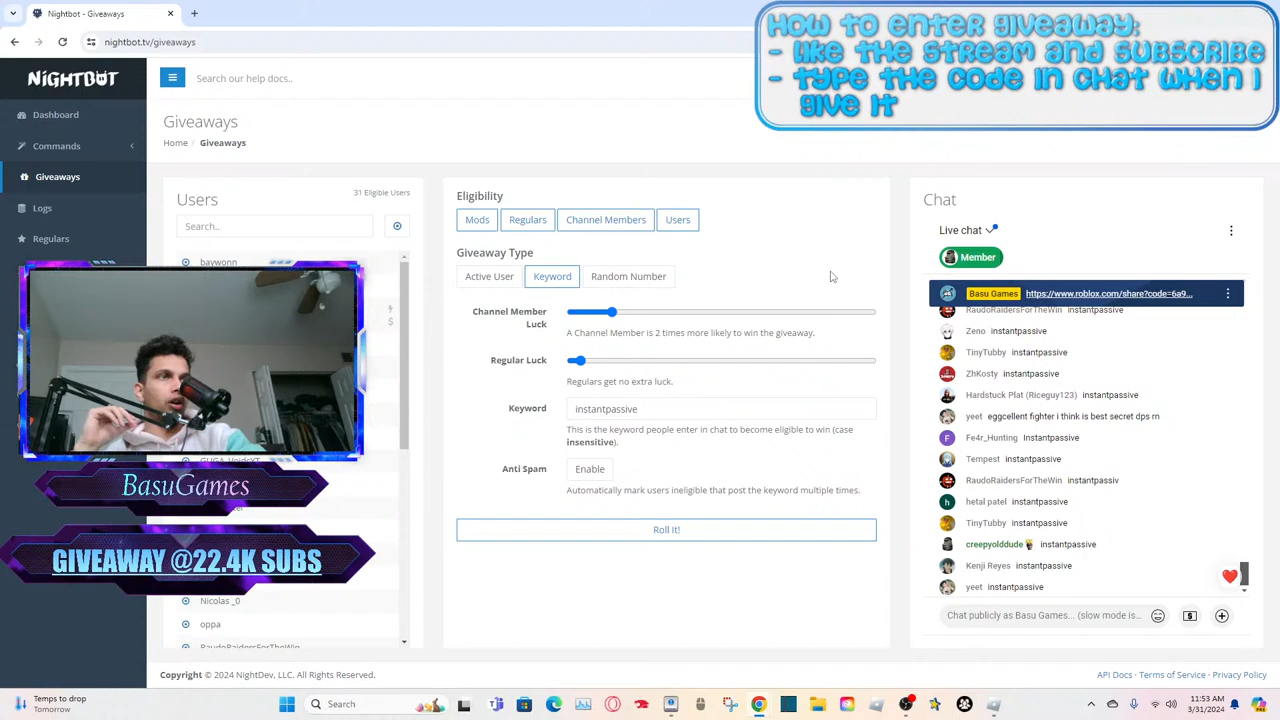 Nightbot - Giveaways
nightbot.tv/giveaways
HOW TO ENTER GIVEAWAY:
- LIKE THE STREAM AND SUBSCRIBE
- TYPE THE CODE IN CHAT WHEN I
GIVE IT
NIGHTBOT
Search our help docs..
Dashboard
Commands
Giveaways
Logs
Regulars
Giveaways
Home
Giveaways
Users
31 Eligible Users
Search..
baywonn
BasuGames
GIVEAWAY @22.4K SUBS
Nicolas _0
oppa
RaudoRaidersForTheWin
Eligibility
Mods
Regulars
Channel Members
Users
Giveaway Type
Active User
Keyword
Random Number
Channel Member
Luck
A Channel Member is 2 times more likely to win the giveaway.
Regular Luck
Regulars get no extra luck.
Keyword
instantpassive
This is the keyword people enter in chat to become eligible to win (case
insensitive).
Anti Spam
Enable
Automatically mark users ineligible that post the keyword multiple times.
Roll It!
Chat
Live chat
Member
Basu Games https://www.roblox.com/share?code=6a9...
RaudoRaidersForTheWin instantpassive
Zeno instantpassive
TinyTubby instantpassive
ZhKosty instantpassive
Hardstuck Plat (Riceguy123) instantpassive
yeet eggcellent fighter i think is best secret dps rn
Fe4r_Hunting Instantpassive
Tempest instantpassive
RaudoRaidersForTheWin instantpassiv
hetal patel instantpassive
TinyTubby instantpassive
creepyolddude instantpassive
Kenji Reyes instantpassive
yeet instantpassive
Chat publicly as Basu Games... (slow mode is...
Copyright © 2024 NightDev, LLC. All Rights Reserved.
API Docs - Terms of Service - Privacy Policy
Temps to drop
Tomorrow
Search
11:53 AM
3/31/2024